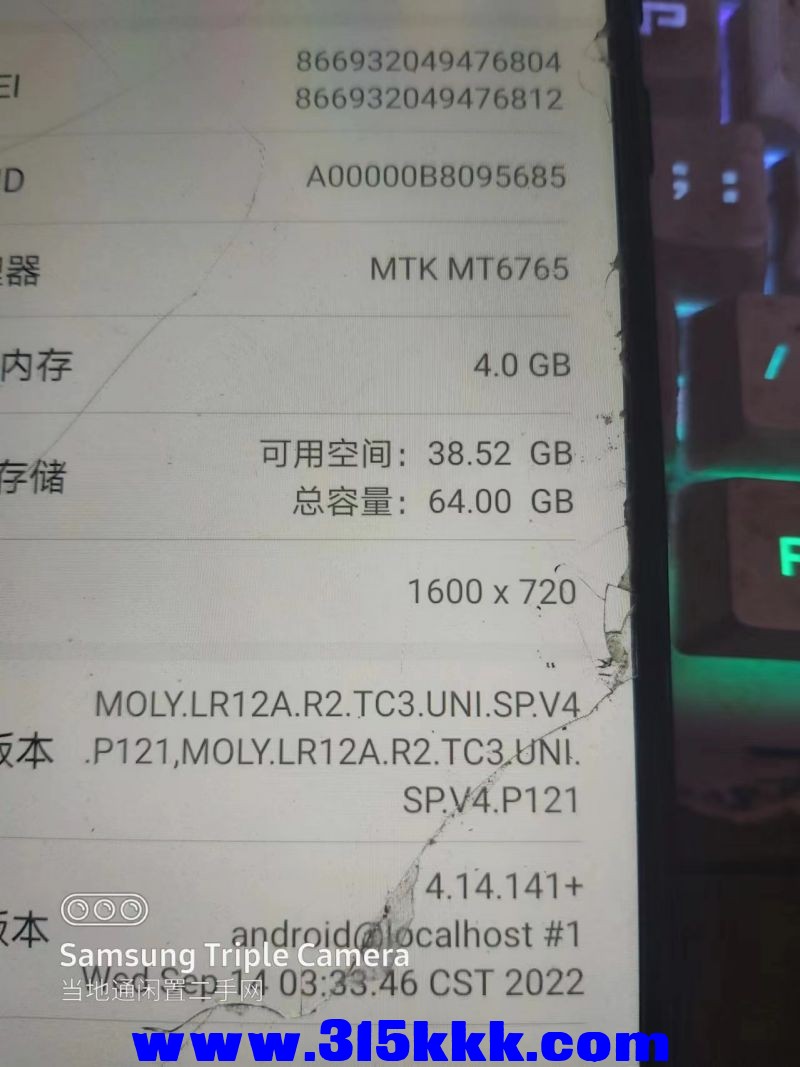 EI
866932049476804
866932049476812
D
A00000B8095685
器
MTK MT6765
内存
4.0 GB
存储
可用空间: 38.52 GB
总容量: 64.00 GB
1600 x 720
版本
MOLY.LR12A.R2.TC3.UNI.SP.V4
.P121,MOLY.LR12A.R2.TC3.UNI.
SP.V4.P121
版本
4.14.141+
android@localhost #1
Wed Sep 14 03:33:46 CST 2022
Samsung Triple Camera
当地通闲置二手网
www.315kkk.com
P
; :
/